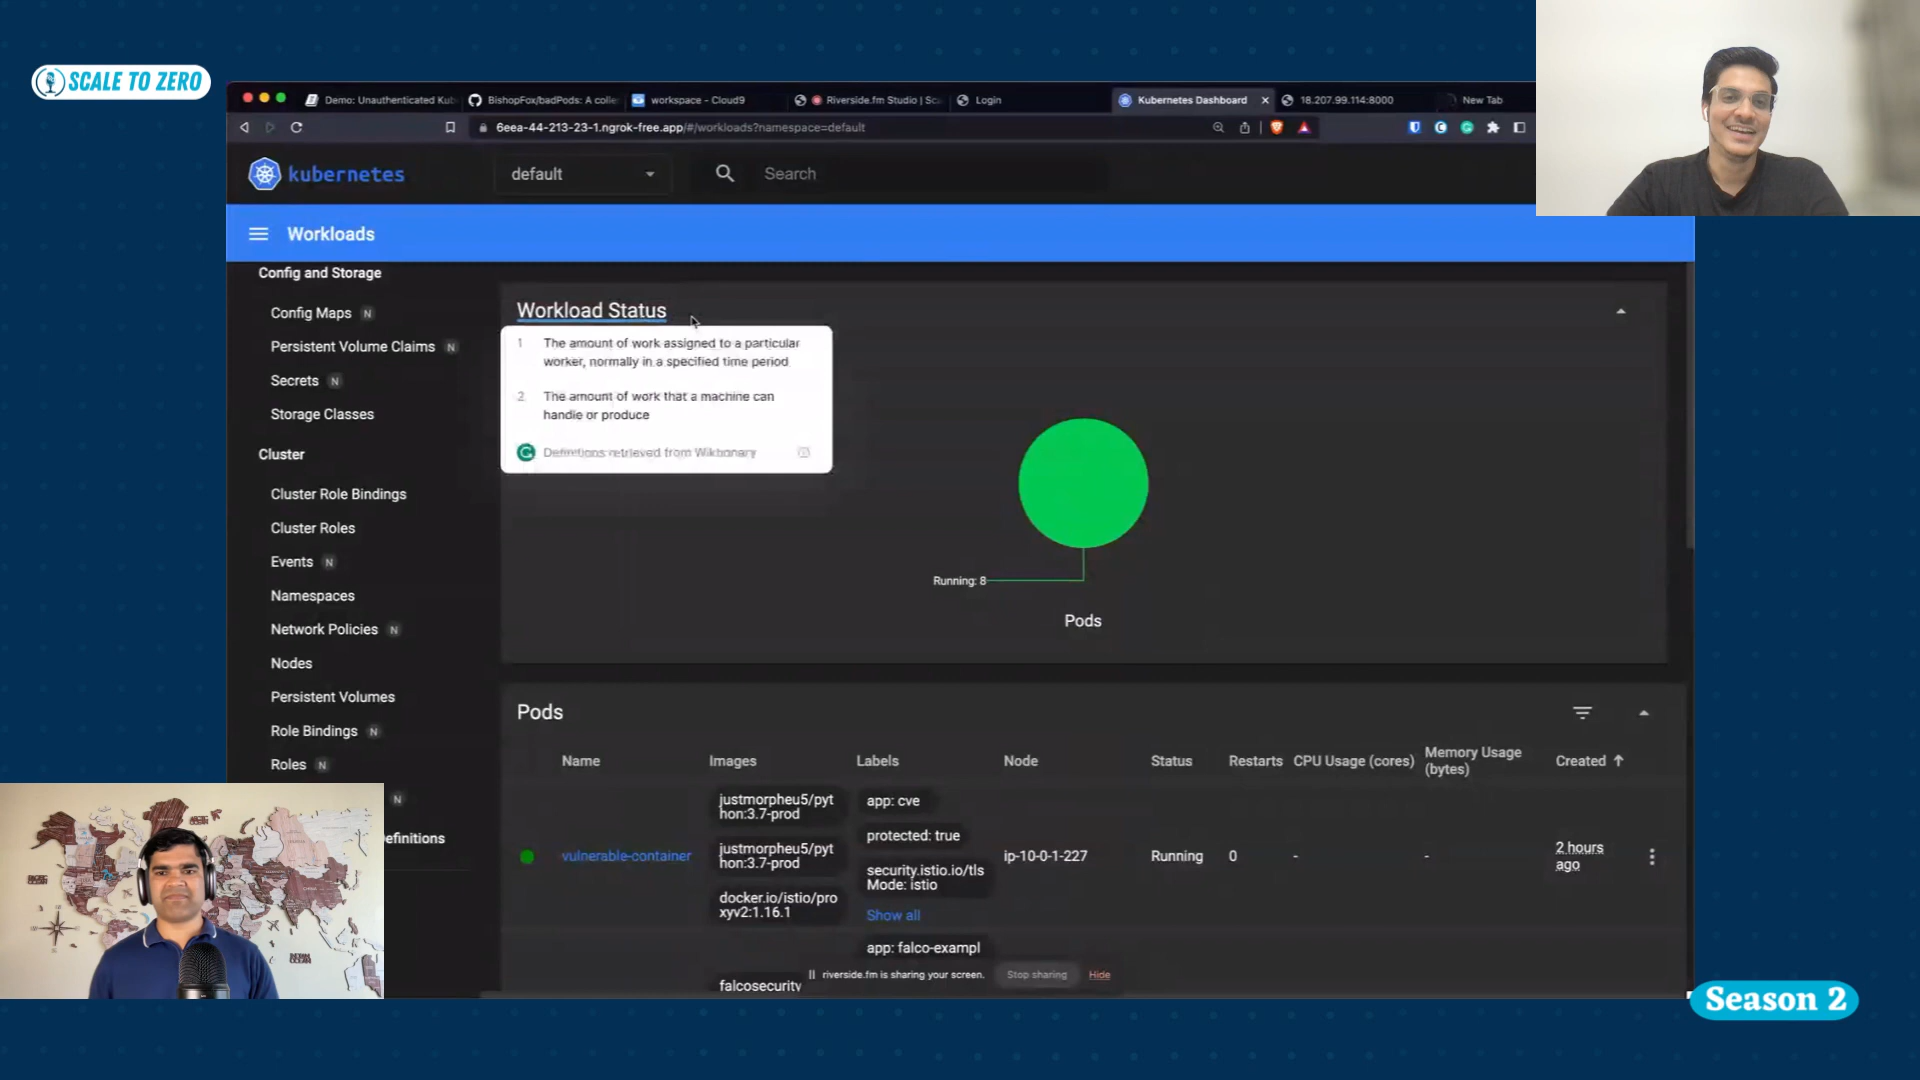 SCALE TO ZERO
Demo: Unauthenticated Kub
BishopFox/badPods: A colle
workspace - Cloud9
Riverside.fm Studio | Sc
Login
Kubernetes Dashboard
18.207.99.114:8000
New Tab
6eea-44-213-23-1.ngrok-free.app/#/workloads?namespace=default
kubernetes
default
Search
Workloads
Config and Storage
Config Maps N
Persistent Volume Claims N
Secrets N
Storage Classes
Cluster
Cluster Role Bindings
Cluster Roles
Events N
Namespaces
Network Policies N
Nodes
Persistent Volumes
Role Bindings N
Roles N
N
efinitions
Workload Status
1 The amount of work assigned to a particular
worker, normally in a specified time period
2 The amount of work that a machine can
handle or produce
Definitions retrieved from Wiktionary
Running: 8
Pods
Pods
Name Images Labels Node Status Restarts CPU Usage (cores) Memory Usage
(bytes) Created
vulnerable-container
justmorpheu5/pyt
hon:3.7-prod
justmorpheu5/pyt
hon:3.7-prod
docker.io/istio/pro
xyv2:1.16.1
app: cve
protected: true
security.istio.io/tls
Mode: istio
Show all
ip-10-0-1-227
Running
0
-
-
2 hours
ago
app: falco-exampl
falcosecurity
riverside.fm is sharing your screen.
Stop sharing
Hide
Season 2